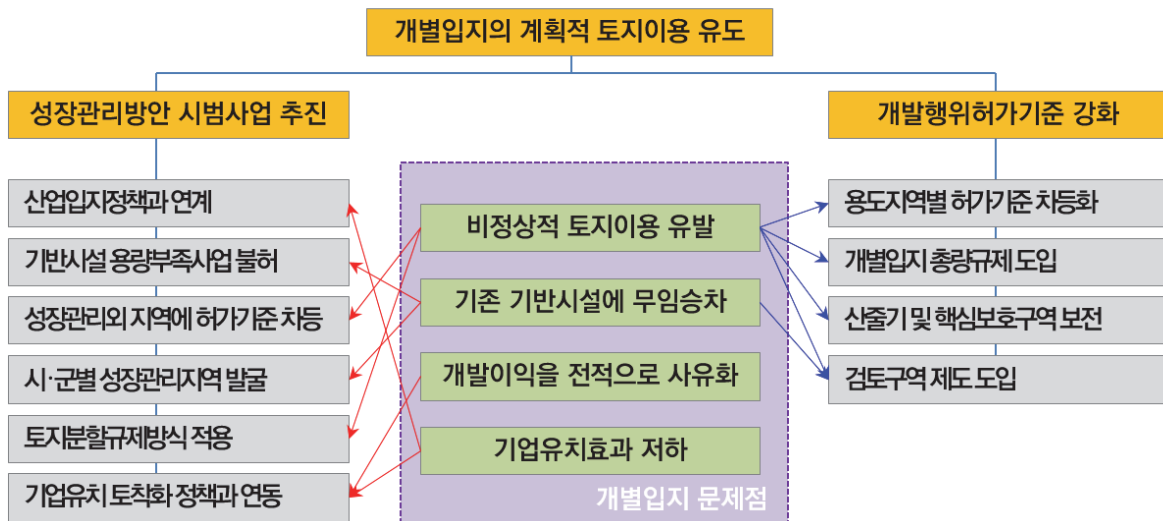 개별입지의 계획적 토지이용 유도
성장관리방안 시범사업 추진
산업입지정책과 연계
기반시설 용량부족사업 불허
성장관리외 지역에 허가기준 차등
시·군별 성장관리지역 발굴
토지분할규제방식 적용
기업유치 토착화 정책과 연동
비정상적 토지이용 유발
기존 기반시설에 무임승차
개발이익을 전적으로 사유화
기업유치효과 저하
개별입지 문제점
개발행위허가기준 강화
용도지역별 허가기준 차등화
개별입지 총량규제 도입
산줄기 및 핵심보호구역 보전
검토구역 제도 도입